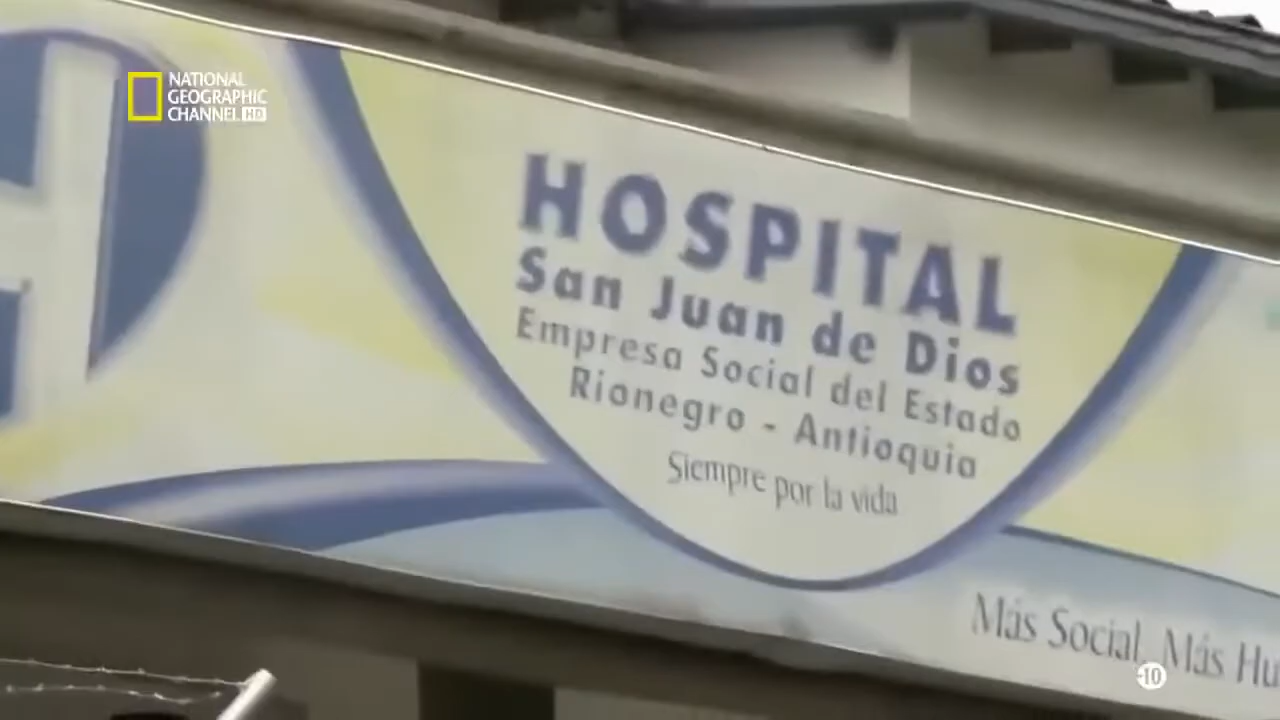 H
NATIONAL
GEOGRAPHIC
CHANNEL HD
HOSPITAL
San Juan de Dios
Empresa Social del Estado
Rionegro - Antioquia
Siempre por la vida
Más Social, Más Hu
-10